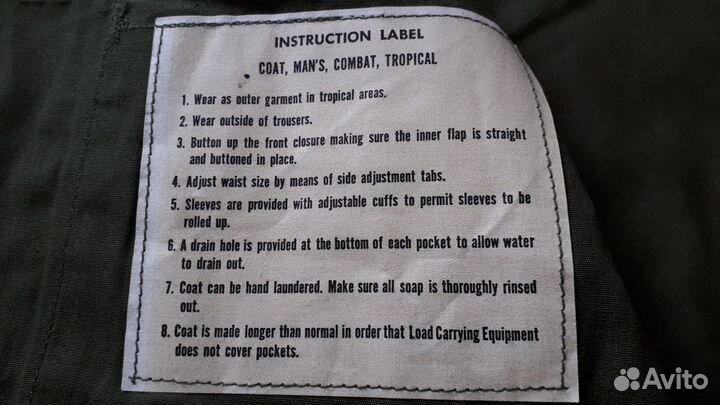 INSTRUCTION LABEL
COAT, MAN'S, COMBAT, TROPICAL
1. Wear as outer garment in tropical areas.
2. Wear outside of trousers.
3. Button up the front closure making sure the inner flap is straight
and buttoned in place.
4. Adjust waist size by means of side adjustment tabs.
5. Sleeves are provided with adjustable cuffs to permit sleeves to be
rolled up.
6. A drain hole is provided at the bottom of each pocket to allow water
to drain out.
7. Coat can be hand laundered. Make sure all soap is thoroughly rinsed
out.
8. Coat is made longer than normal in order that Load Carrying Equipment
does not cover pockets.
Avito